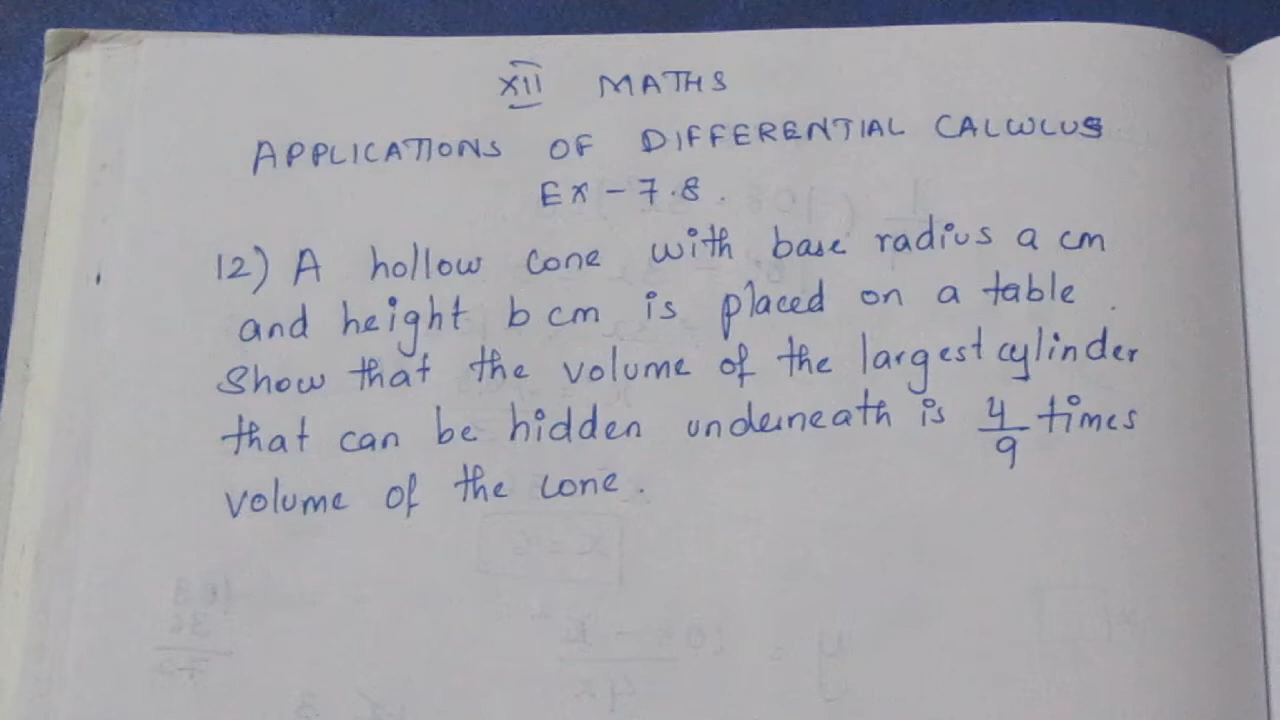 XII MATHS
APPLICATIONS OF DIFFERENTIAL CALCULUS
EX - 7.8.
12) A hollow cone with base radius a cm
and height b cm is placed on a table.
Show that the volume of the largest cylinder
that can be hidden underneath is 4/9 times
volume of the cone.